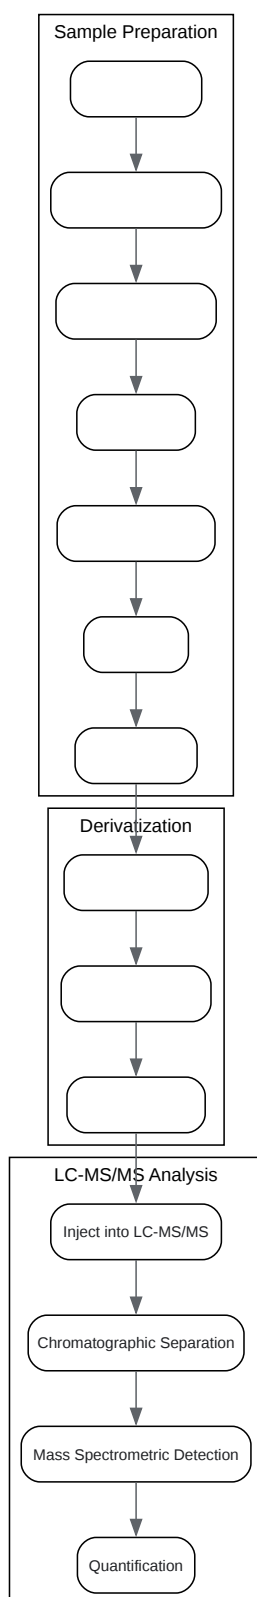 Sample Preparation
Derivatization
LC-MS/MS Analysis
Inject into LC-MS/MS
Chromatographic Separation
Mass Spectrometric Detection
Quantification